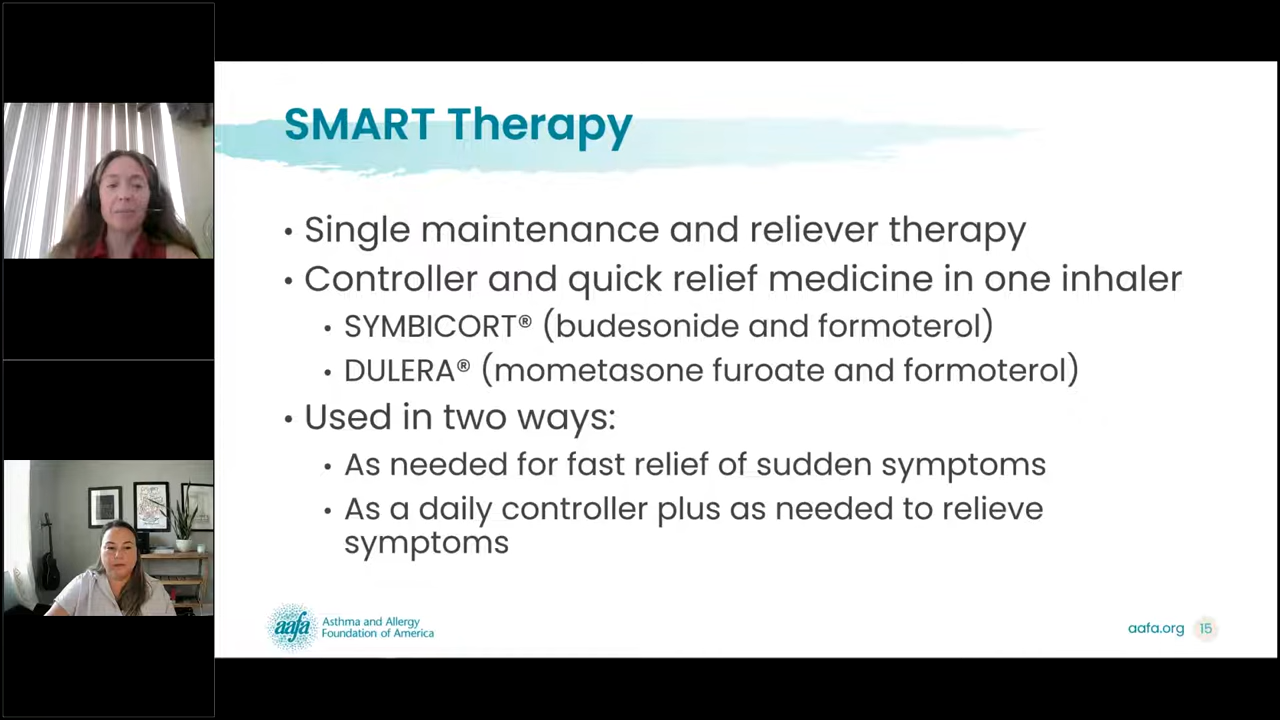 SMART Therapy
• Single maintenance and reliever therapy
• Controller and quick relief medicine in one inhaler
• SYMBICORT® (budesonide and formoterol)
• DULERA® (mometasone furoate and formoterol)
• Used in two ways:
• As needed for fast relief of sudden symptoms
• As a daily controller plus as needed to relieve
symptoms
aafa
Asthma and Allergy
Foundation of America
aafa.org 15